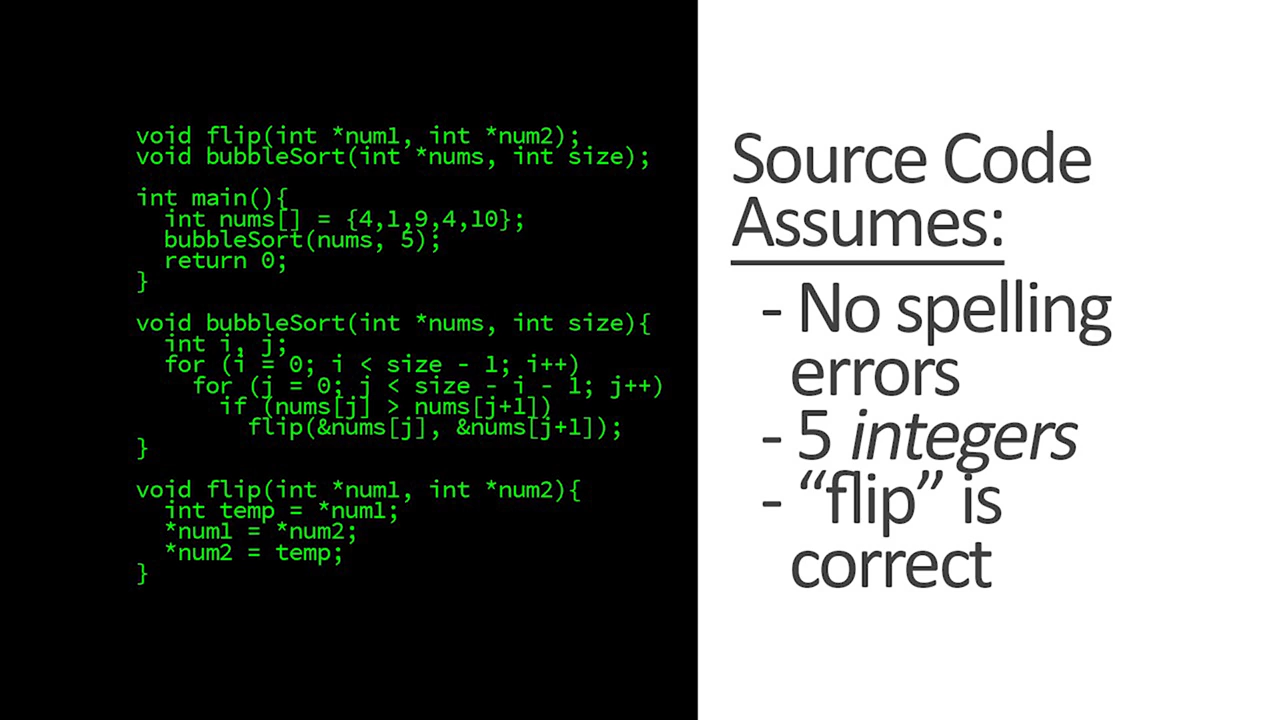 void flip(int *num1, int *num2);
void bubbleSort(int *nums, int size);
int main(){
int nums[] = {4,1,9,4,10};
bubbleSort(nums, 5);
return 0;
}
void bubbleSort(int *nums, int size){
int i, j;
for (i = 0; i < size - 1; i++)
for (j = 0; j < size - i - 1; j++)
if (nums[j] > nums[j+1])
flip(&nums[j], &nums[j+1]);
}
void flip(int *num1, int *num2){
int temp = *num1;
*num1 = *num2;
*num2 = temp;
}
Source Code
Assumes:
- No spelling
errors
- 5 integers
- “flip” is
correct